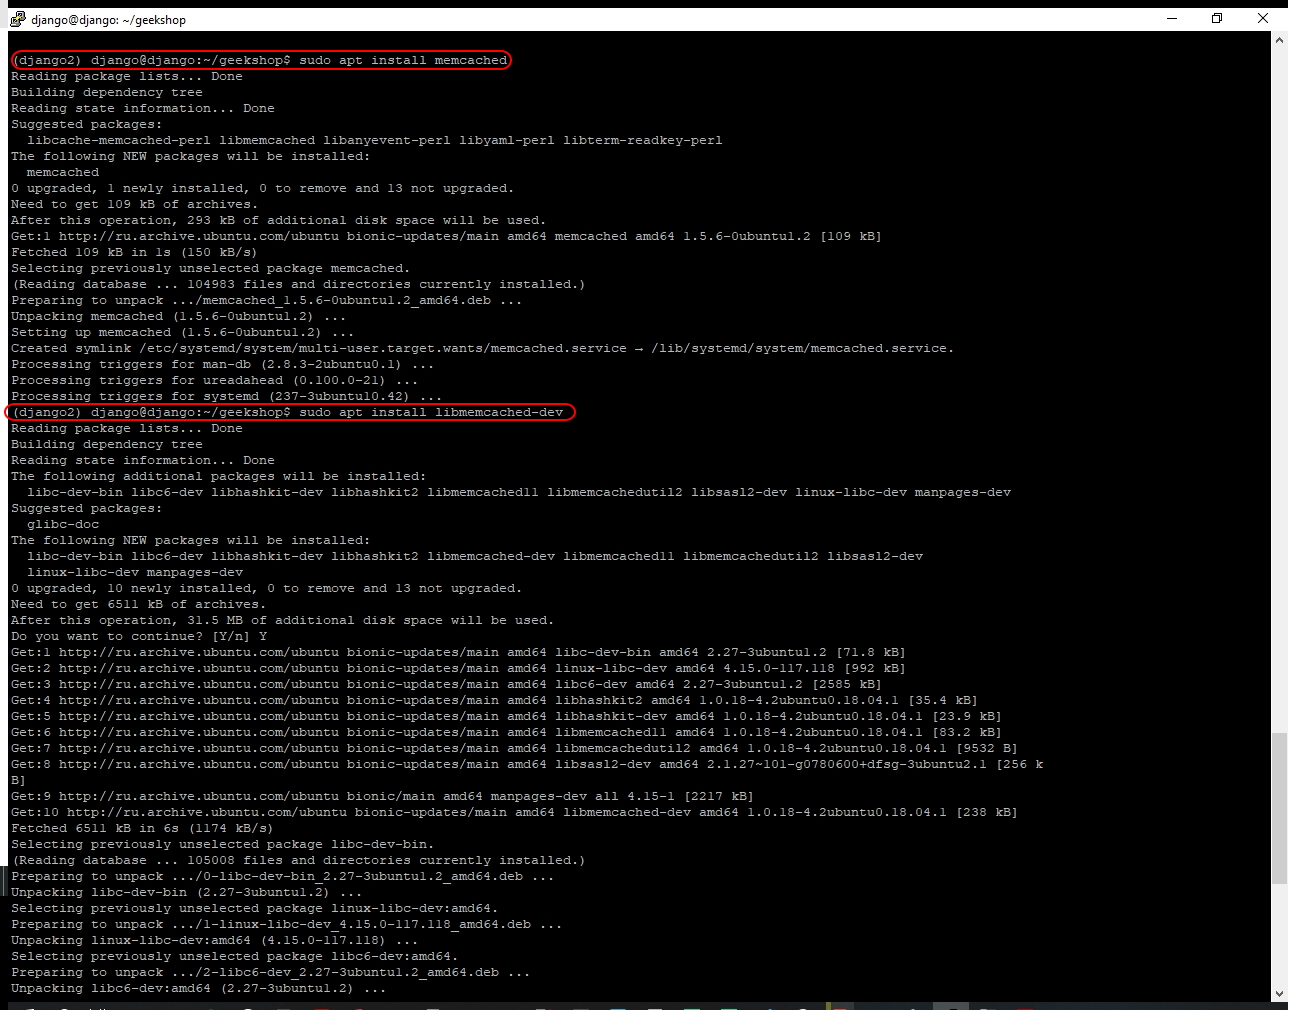 django@django: ~/geekshop
(django2) django@django:~/geekshop$ sudo apt install memcached
Reading package lists... Done
Building dependency tree
Reading state information... Done
Suggested packages:
  libcache-memcached-perl libmemcached libanyevent-perl libyaml-perl libterm-readkey-perl
The following NEW packages will be installed:
  memcached
0 upgraded, 1 newly installed, 0 to remove and 13 not upgraded.
Need to get 109 kB of archives.
After this operation, 293 kB of additional disk space will be used.
Get:1 http://ru.archive.ubuntu.com/ubuntu bionic-updates/main amd64 memcached amd64 1.5.6-0ubuntu1.2 [109 kB]
Fetched 109 kB in 1s (150 kB/s)
Selecting previously unselected package memcached.
(Reading database ... 104983 files and directories currently installed.)
Preparing to unpack .../memcached_1.5.6-0ubuntu1.2_amd64.deb ...
Unpacking memcached (1.5.6-0ubuntu1.2) ...
Setting up memcached (1.5.6-0ubuntu1.2) ...
Created symlink /etc/systemd/system/multi-user.target.wants/memcached.service → /lib/systemd/system/memcached.service.
Processing triggers for man-db (2.8.3-2ubuntu0.1) ...
Processing triggers for ureadahead (0.100.0-21) ...
Processing triggers for systemd (237-3ubuntu10.42) ...
(django2) django@django:~/geekshop$ sudo apt install libmemcached-dev
Reading package lists... Done
Building dependency tree
Reading state information... Done
The following additional packages will be installed:
  libc-dev-bin libc6-dev libhashkit-dev libhashkit2 libmemcached11 libmemcachedutil2 libsasl2-dev linux-libc-dev manpages-dev
Suggested packages:
  glibc-doc
The following NEW packages will be installed:
  libc-dev-bin libc6-dev libhashkit-dev libhashkit2 libmemcached-dev libmemcached11 libmemcachedutil2 libsasl2-dev
  linux-libc-dev manpages-dev
0 upgraded, 10 newly installed, 0 to remove and 13 not upgraded.
Need to get 6511 kB of archives.
After this operation, 31.5 MB of additional disk space will be used.
Do you want to continue? [Y/n] Y
Get:1 http://ru.archive.ubuntu.com/ubuntu bionic-updates/main amd64 libc-dev-bin amd64 2.27-3ubuntu1.2 [71.8 kB]
Get:2 http://ru.archive.ubuntu.com/ubuntu bionic-updates/main amd64 linux-libc-dev amd64 4.15.0-117.118 [992 kB]
Get:3 http://ru.archive.ubuntu.com/ubuntu bionic-updates/main amd64 libc6-dev amd64 2.27-3ubuntu1.2 [2585 kB]
Get:4 http://ru.archive.ubuntu.com/ubuntu bionic-updates/main amd64 libhashkit2 amd64 1.0.18-4.2ubuntu0.18.04.1 [35.4 kB]
Get:5 http://ru.archive.ubuntu.com/ubuntu bionic-updates/main amd64 libhashkit-dev amd64 1.0.18-4.2ubuntu0.18.04.1 [23.9 kB]
Get:6 http://ru.archive.ubuntu.com/ubuntu bionic-updates/main amd64 libmemcached11 amd64 1.0.18-4.2ubuntu0.18.04.1 [83.2 kB]
Get:7 http://ru.archive.ubuntu.com/ubuntu bionic-updates/main amd64 libmemcachedutil2 amd64 1.0.18-4.2ubuntu0.18.04.1 [9532 B]
Get:8 http://ru.archive.ubuntu.com/ubuntu bionic-updates/main amd64 libsasl2-dev amd64 2.1.27~101-g0780600+dfsg-3ubuntu2.1 [256 k
B]
Get:9 http://ru.archive.ubuntu.com/ubuntu bionic/main amd64 manpages-dev all 4.15-1 [2217 kB]
Get:10 http://ru.archive.ubuntu.com/ubuntu bionic-updates/main amd64 libmemcached-dev amd64 1.0.18-4.2ubuntu0.18.04.1 [238 kB]
Fetched 6511 kB in 6s (1174 kB/s)
Selecting previously unselected package libc-dev-bin.
(Reading database ... 105008 files and directories currently installed.)
Preparing to unpack .../0-libc-dev-bin_2.27-3ubuntu1.2_amd64.deb ...
Unpacking libc-dev-bin (2.27-3ubuntu1.2) ...
Selecting previously unselected package linux-libc-dev:amd64.
Preparing to unpack .../1-linux-libc-dev_4.15.0-117.118_amd64.deb ...
Unpacking linux-libc-dev:amd64 (4.15.0-117.118) ...
Selecting previously unselected package libc6-dev:amd64.
Preparing to unpack .../2-libc6-dev_2.27-3ubuntu1.2_amd64.deb ...
Unpacking libc6-dev:amd64 (2.27-3ubuntu1.2) ...